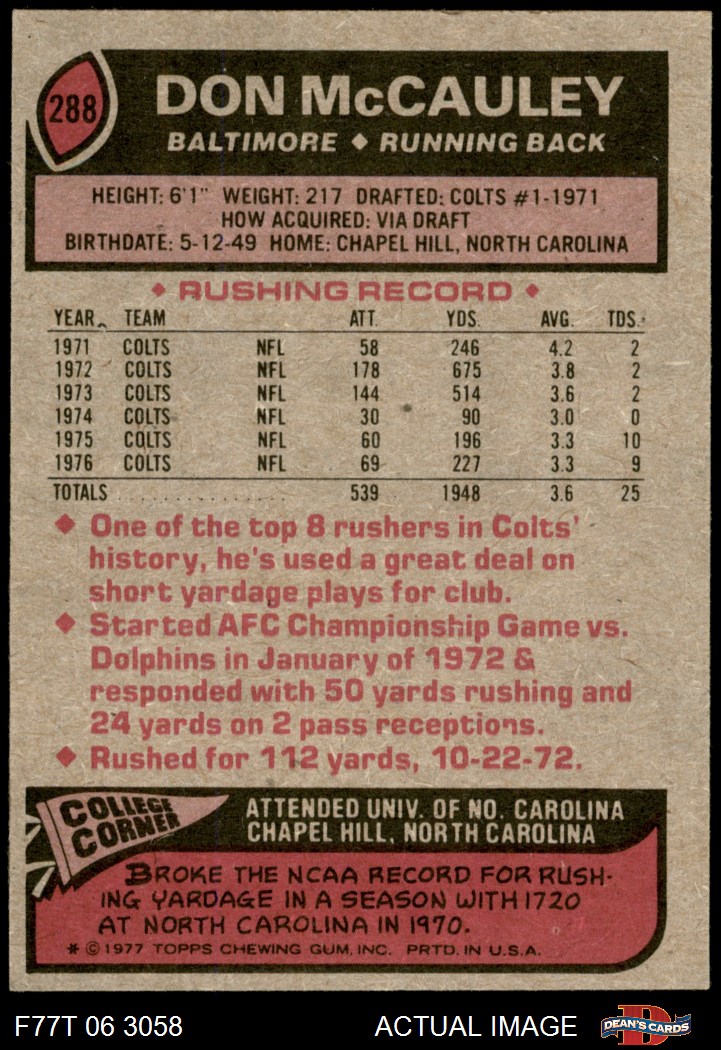 288
DON McCAULEY
BALTIMORE ♦ RUNNING BACK
HEIGHT: 6'1" WEIGHT: 217 DRAFTED: COLTS #1-1971
HOW ACQUIRED: VIA DRAFT
BIRTHDATE: 5-12-49 HOME: CHAPEL HILL, NORTH CAROLINA
♦ RUSHING RECORD ♦
YEAR TEAM ATT. YDS. AVG. TDS.
1971 COLTS NFL 58 246 4.2 2
1972 COLTS NFL 178 675 3.8 2
1973 COLTS NFL 144 514 3.6 2
1974 COLTS NFL 30 90 3.0 0
1975 COLTS NFL 60 196 3.3 10
1976 COLTS NFL 69 227 3.3 9
TOTALS . . . . . . . . . . . . . . . . 539 1948 3.6 25
♦ One of the top 8 rushers in Colts'
history, he's used a great deal on
short yardage plays for club.
♦ Started AFC Championship Game vs.
Dolphins in January of 1972 &
responded with 50 yards rushing and
24 yards on 2 pass receptions.
♦ Rushed for 112 yards, 10-22-72.
COLLEGE
CORNER
ATTENDED UNIV. OF NO. CAROLINA
CHAPEL HILL, NORTH CAROLINA
BROKE THE NCAA RECORD FOR RUSH-
ING YARDAGE IN A SEASON WITH 1720
AT NORTH CAROLINA IN 1970.
* © 1977 TOPPS CHEWING GUM, INC. PRTD. IN U.S.A.
F77T 06 3058 ACTUAL IMAGE
D
DEAN'S CARDS